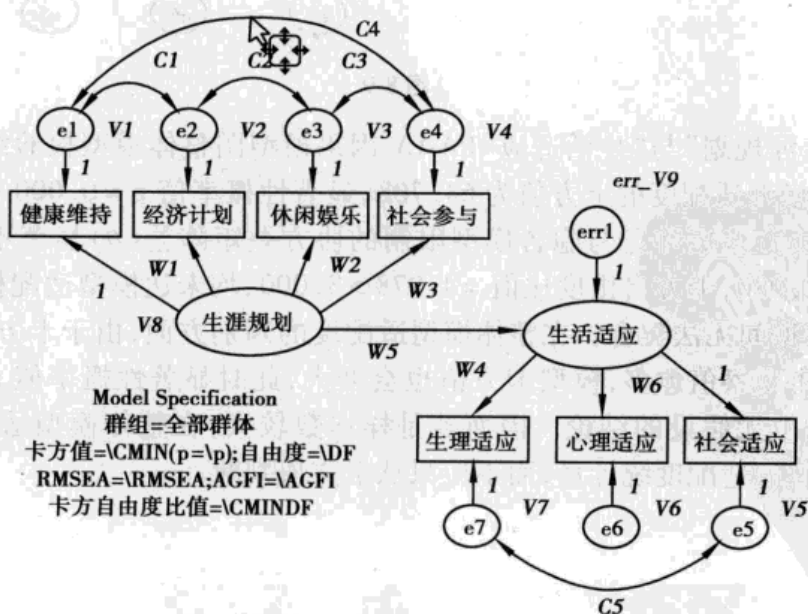 C4
C1 C2 C3
e1 V1 e2 V2 e3 V3 e4 V4
1 1 1 1
健康维持 经济计划 休闲娱乐 社会参与
err_V9
err1
1
1 W1 W2 W3
V8 生涯规划
W5
生活适应
W4 W6 1
Model Specification
群组=全部群体
卡方值=\CMIN(p=\p);自由度=\DF
RMSEA=\RMSEA;AGFI=\AGFI
卡方自由度比值=\CMINDF
生理适应 心理适应 社会适应
1 1 1
e7 V7 e6 V6 e5 V5
C5